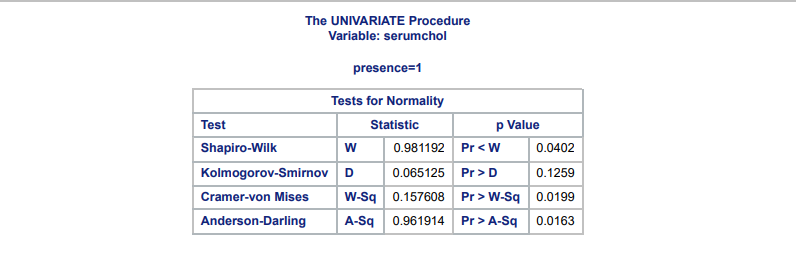 The UNIVARIATE Procedure
Variable: serumchol
presence=1
Tests for Normality
Test Statistic p Value
Shapiro-Wilk W 0.981192 Pr < W 0.0402
Kolmogorov-Smirnov D 0.065125 Pr > D 0.1259
Cramer-von Mises W-Sq 0.157608 Pr > W-Sq 0.0199
Anderson-Darling A-Sq 0.961914 Pr > A-Sq 0.0163